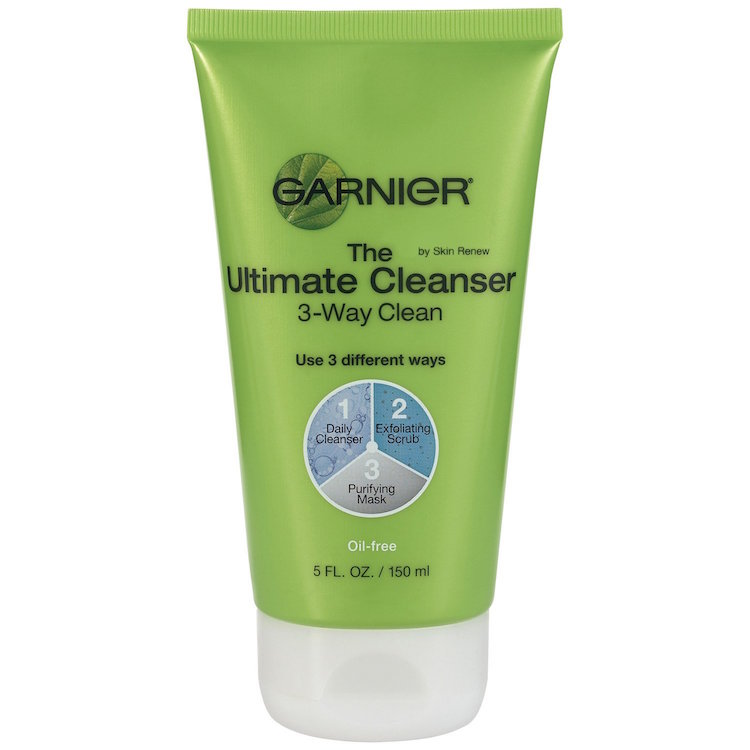 GARNIER®
The
by Skin Renew
Ultimate Cleanser
3-Way Clean
Use 3 different ways
1
Daily
Cleanser
2
Exfoliating
Scrub
3
Purifying
Mask
Oil-free
5 FL. OZ. / 150 ml